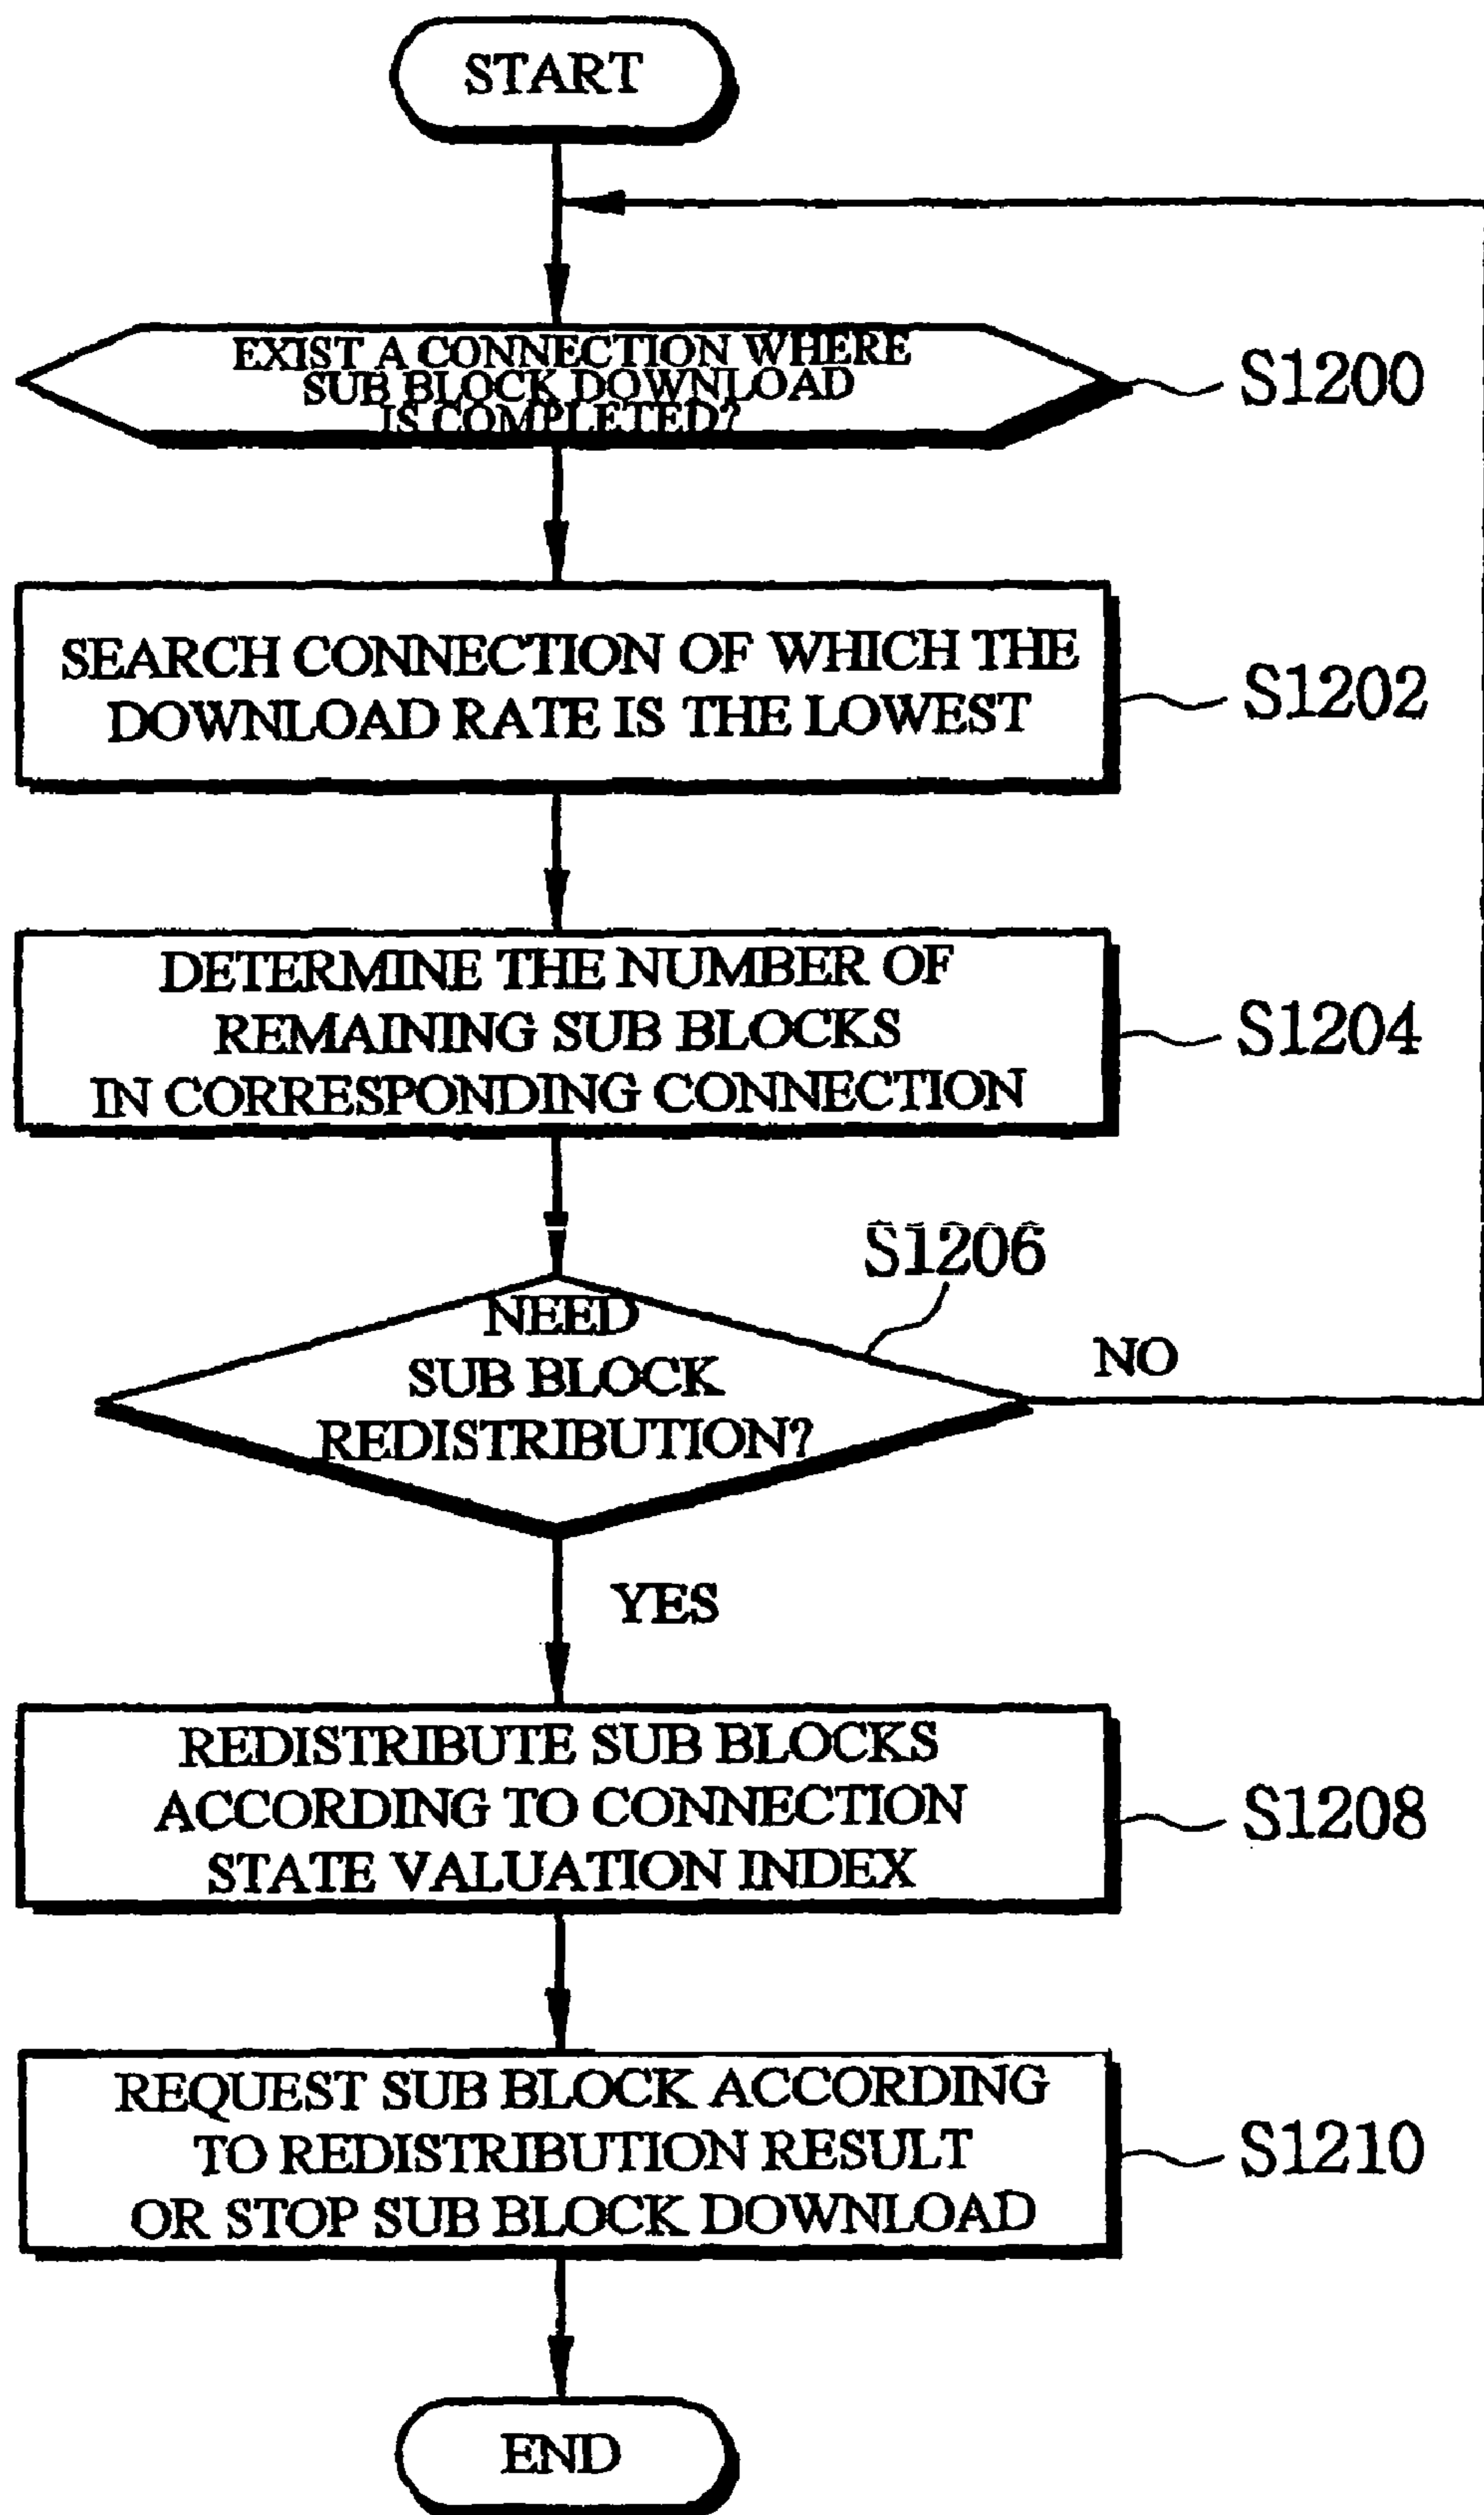 START
EXIST A CONNECTION WHERE
SUB BLOCK DOWNLOAD
IS COMPLETED?
S1200
SEARCH CONNECTION OF WHICH THE
DOWNLOAD RATE IS THE LOWEST
S1202
DETERMINE THE NUMBER OF
REMAINING SUB BLOCKS
IN CORRESPONDING CONNECTION
S1204
S1206
NEED
SUB BLOCK
REDISTRIBUTION?
NO
YES
REDISTRIBUTE SUB BLOCKS
ACCORDING TO CONNECTION
STATE VALUATION INDEX
S1208
REQUEST SUB BLOCK ACCORDING
TO REDISTRIBUTION RESULT
OR STOP SUB BLOCK DOWNLOAD
S1210
END